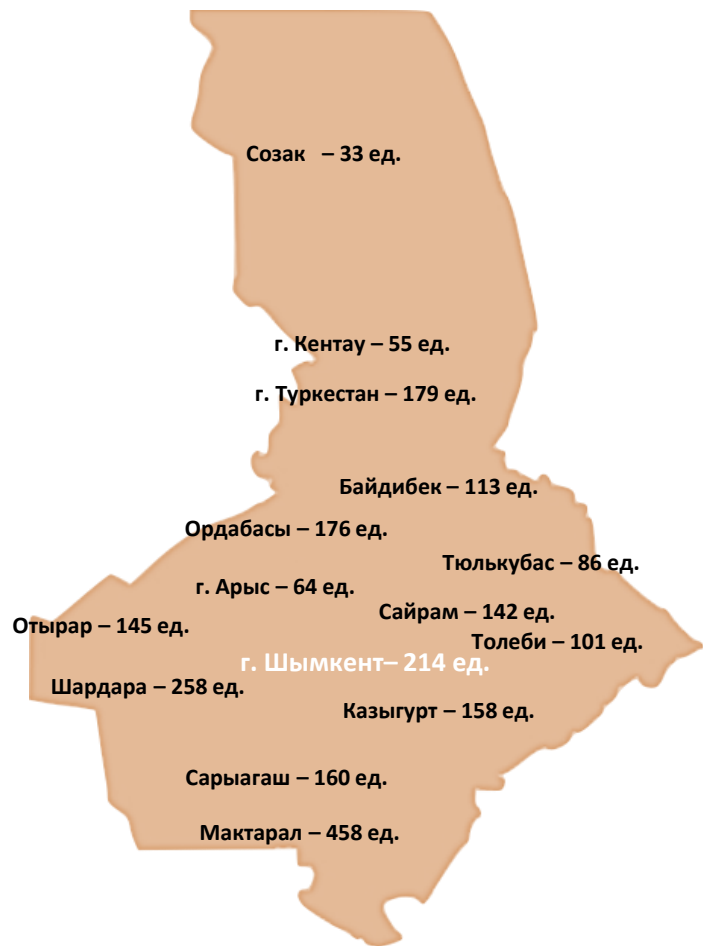 Созак – 33 ед.
г. Кентау – 55 ед.
г. Туркестан – 179 ед.
Байдибек – 113 ед.
Ордабасы – 176 ед.
Тюлькубас – 86 ед.
г. Арыс – 64 ед.
Сайрам – 142 ед.
Отырар – 145 ед.
Толеби – 101 ед.
г. Шымкент– 214 ед.
Шардара – 258 ед.
Казыгурт – 158 ед.
Сарыагаш – 160 ед.
Мактарал – 458 ед.